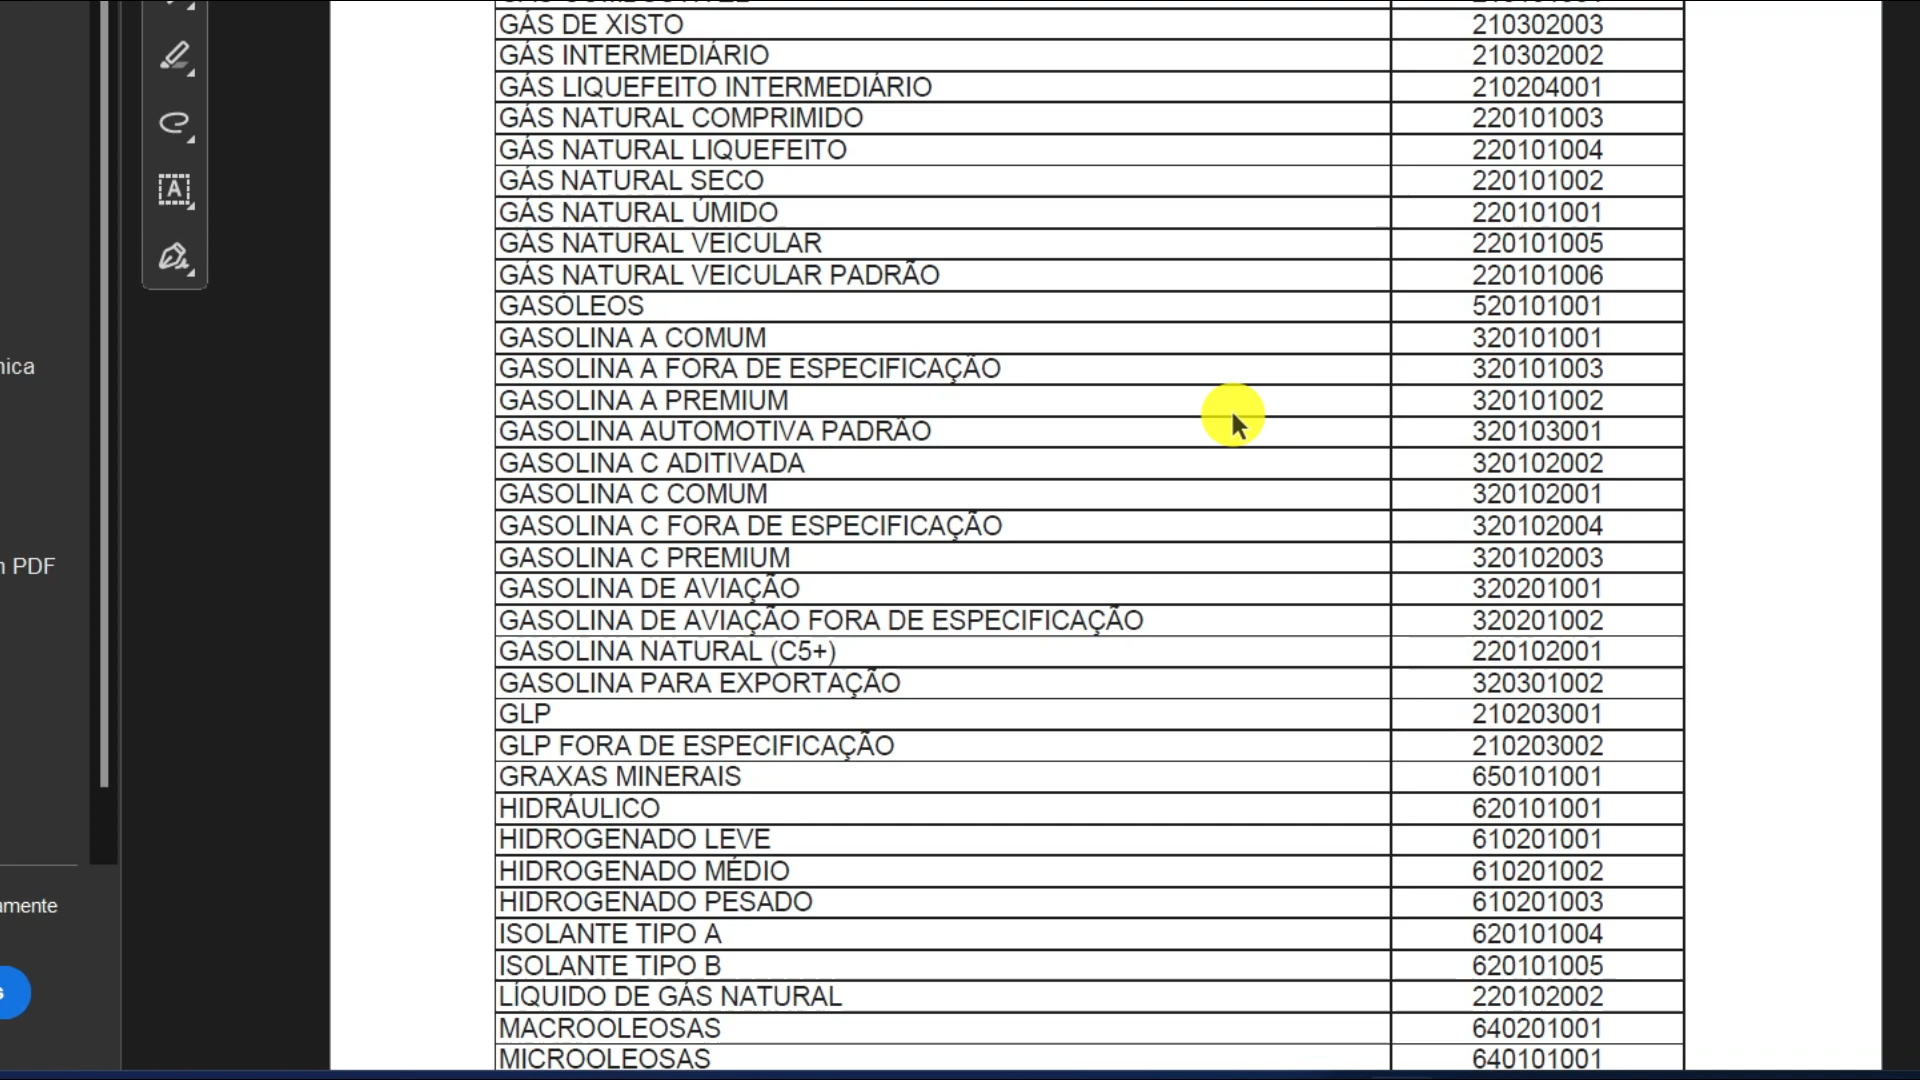 GÁS DE XISTO 210302003
GÁS INTERMEDIÁRIO 210302002
GÁS LIQUEFEITO INTERMEDIÁRIO 210204001
GÁS NATURAL COMPRIMIDO 220101003
GÁS NATURAL LIQUEFEITO 220101004
GÁS NATURAL SECO 220101002
GÁS NATURAL ÚMIDO 220101001
GÁS NATURAL VEICULAR 220101005
GÁS NATURAL VEICULAR PADRÃO 220101006
GASÓLEOS 520101001
GASOLINA A COMUM 320101001
GASOLINA A FORA DE ESPECIFICAÇÃO 320101003
GASOLINA A PREMIUM 320101002
GASOLINA AUTOMOTIVA PADRÃO 320103001
GASOLINA C ADITIVADA 320102002
GASOLINA C COMUM 320102001
GASOLINA C FORA DE ESPECIFICAÇÃO 320102004
GASOLINA C PREMIUM 320102003
GASOLINA DE AVIAÇÃO 320201001
GASOLINA DE AVIAÇÃO FORA DE ESPECIFICAÇÃO 320201002
GASOLINA NATURAL (C5+) 220102001
GASOLINA PARA EXPORTAÇÃO 320301002
GLP 210203001
GLP FORA DE ESPECIFICAÇÃO 210203002
GRAXAS MINERAIS 650101001
HIDRÁULICO 620101001
HIDROGENADO LEVE 610201001
HIDROGENADO MÉDIO 610201002
HIDROGENADO PESADO 610201003
ISOLANTE TIPO A 620101004
ISOLANTE TIPO B 620101005
LÍQUIDO DE GÁS NATURAL 220102002
MACROOLEOSAS 640201001
MICROOLEOSAS 640101001
nica
PDF
amente
A